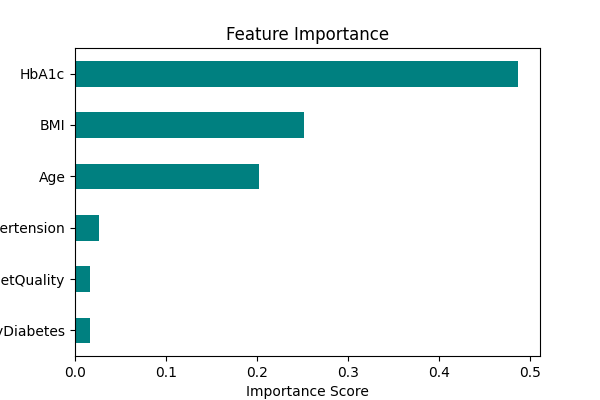 Feature Importance
HbA1c
BMI
Age
ertension
etQuality
Diabetes
0.0 0.1 0.2 0.3 0.4 0.5
Importance Score